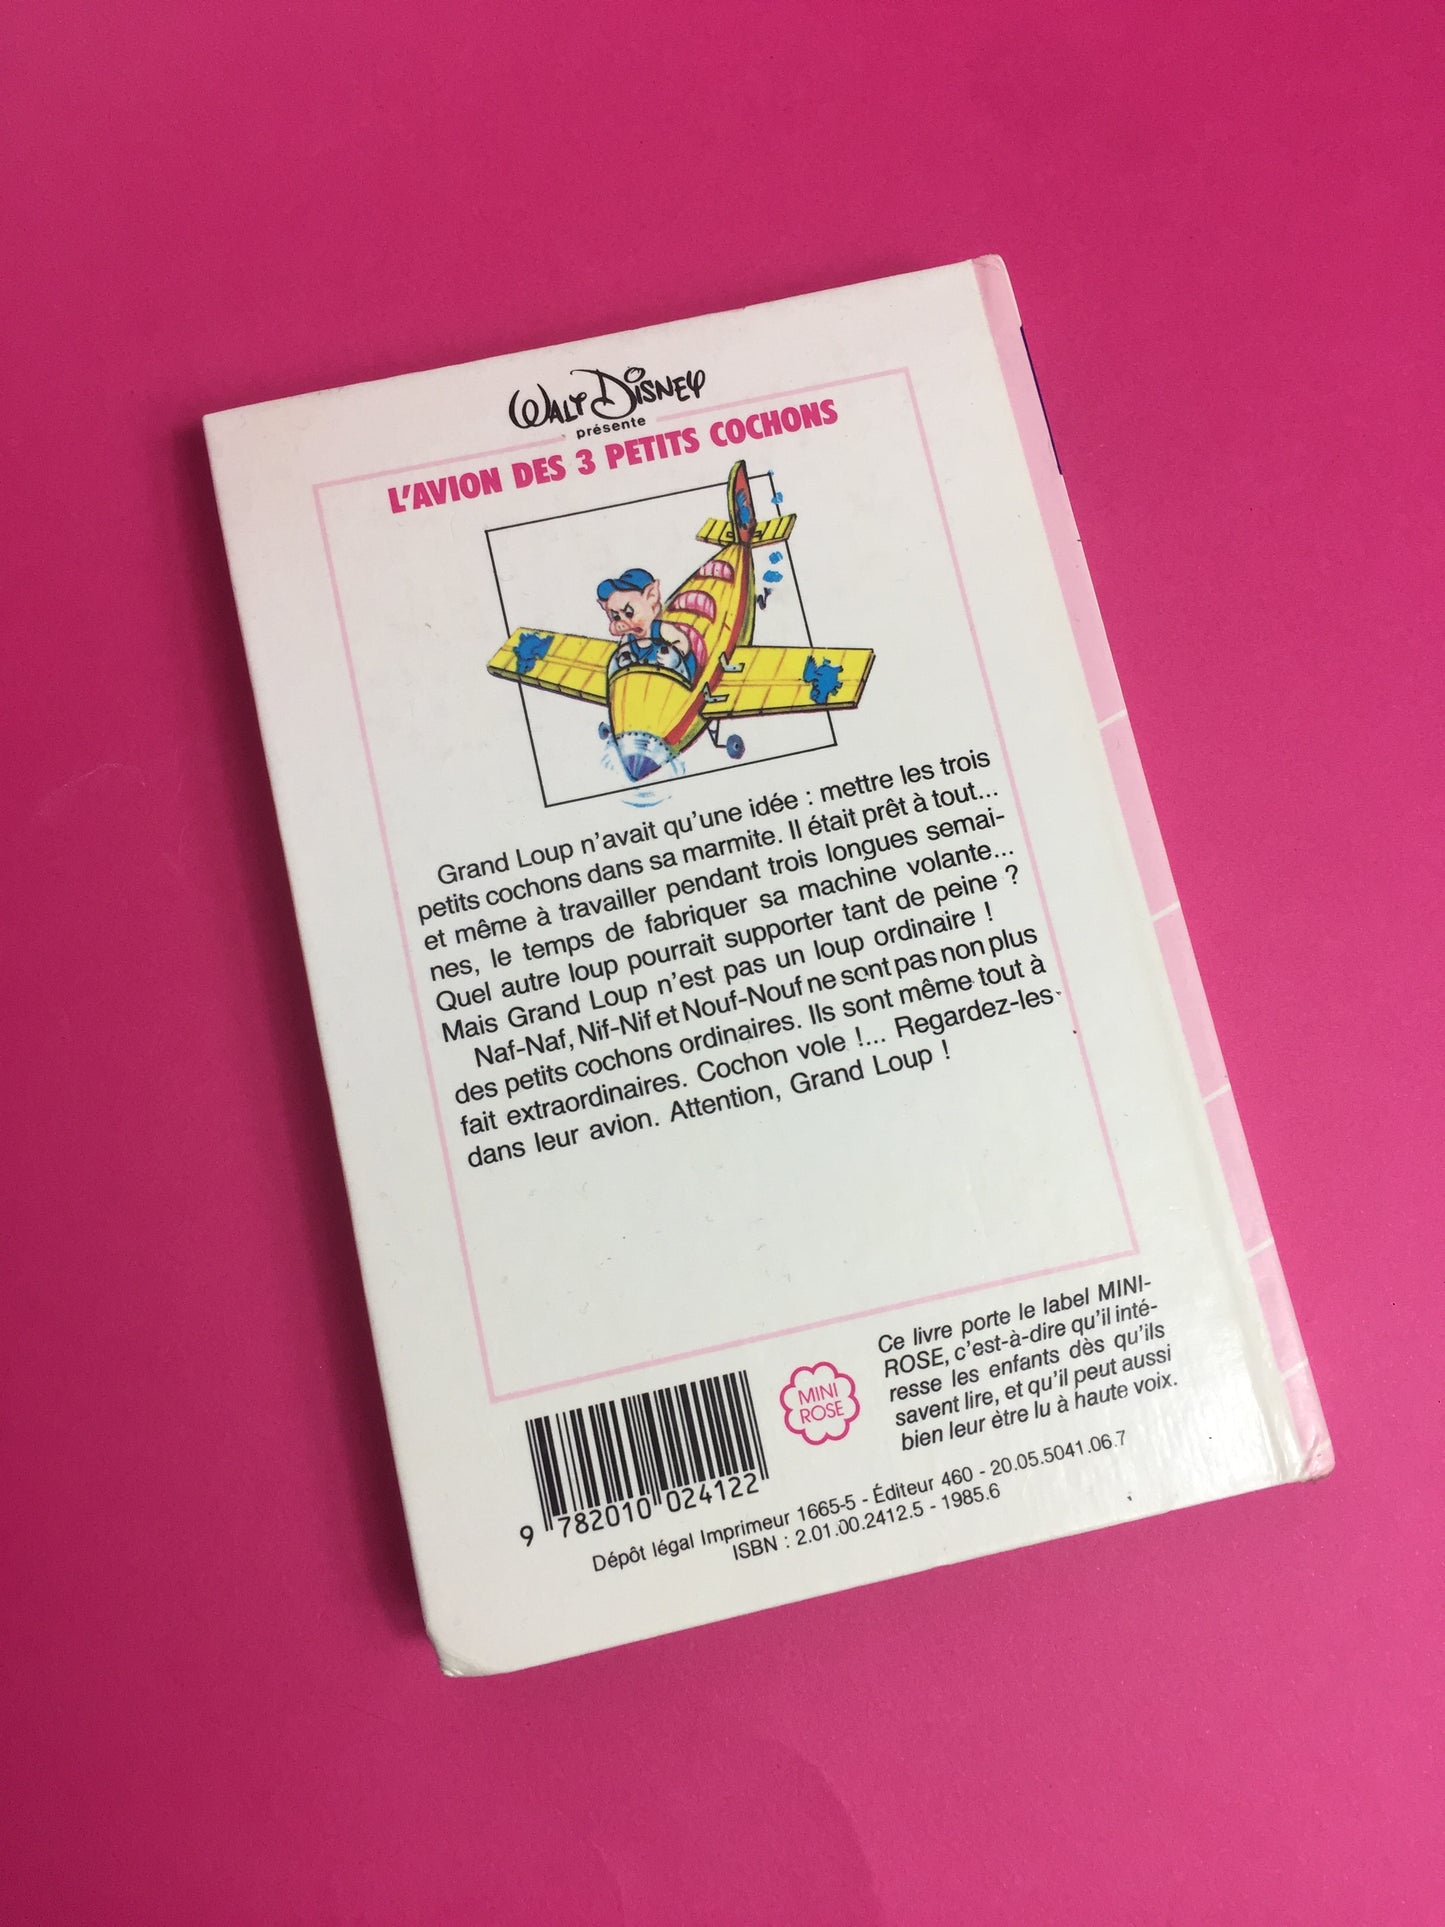 WALT DISNEY
présente
L'AVION DES 3 PETITS COCHONS
Grand Loup n'avait qu'une idée : mettre les trois
petits cochons dans sa marmite. Il était prêt à tout...
et même à travailler pendant trois longues semai-
nes, le temps de fabriquer sa machine volante...
Quel autre loup pourrait supporter tant de peine ?
Mais Grand Loup n'est pas un loup ordinaire !
Naf-Naf, Nif-Nif et Nouf-Nouf ne sont pas non plus
des petits cochons ordinaires. Ils sont même tout à
fait extraordinaires. Cochon vole !... Regardez-les
dans leur avion. Attention, Grand Loup !
Ce livre porte le label MINI-
ROSE, c'est-à-dire qu'il inté-
resse les enfants dès qu'ils
savent lire, et qu'il peut aussi
bien leur être lu à haute voix.
MINI
ROSE
9 782010 024122
Dépôt légal Imprimeur 1665-5 - Éditeur 460 - 20.05.5041.06.7
ISBN : 2.01.00.2412.5 - 1985.6